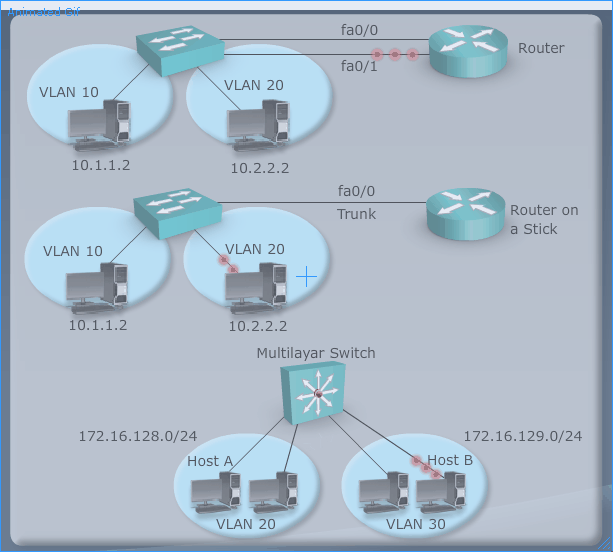 Animated Gif
fa0/0
Router
fa0/1
VLAN 10
VLAN 20
10.1.1.2
10.2.2.2
fa0/0
Trunk
Router on
a Stick
VLAN 10
VLAN 20
10.1.1.2
10.2.2.2
Multilayar Switch
172.16.128.0/24
172.16.129.0/24
Host A
Host B
VLAN 20
VLAN 30